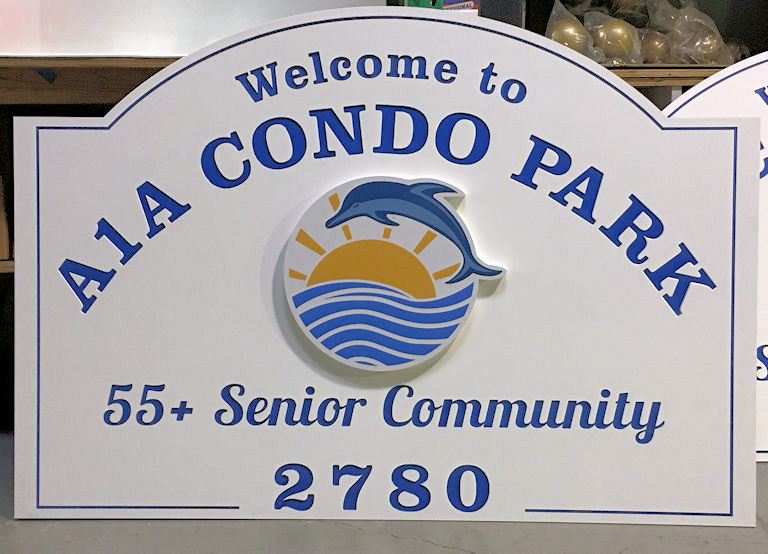 Welcome to
A1A CONDO PARK
55+ Senior Community
2780